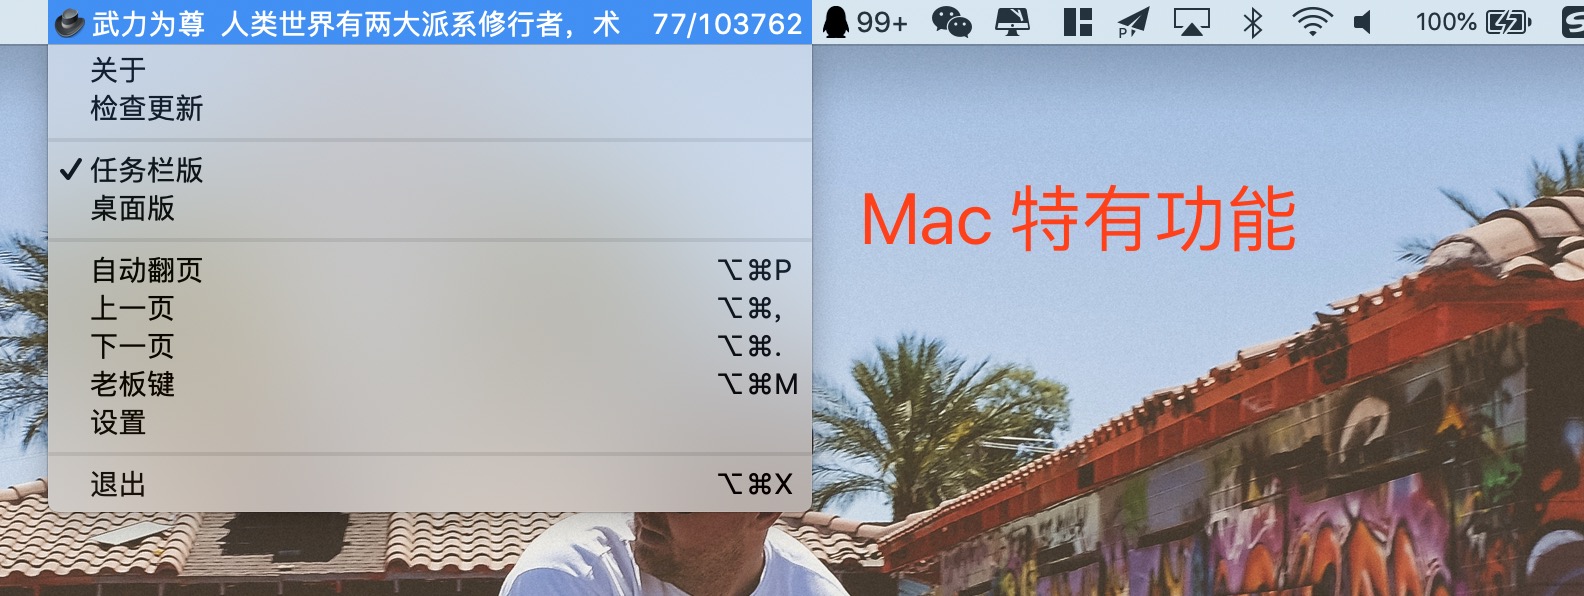 武力为尊  人类世界有两大派系修行者，术  77/103762 99+ 100%
关于
检查更新
✓ 任务栏版
桌面版
Mac 特有功能
自动翻页 ⌥⌘P
上一页 ⌥⌘,
下一页 ⌥⌘.
老板键 ⌥⌘M
设置
退出 ⌥⌘X